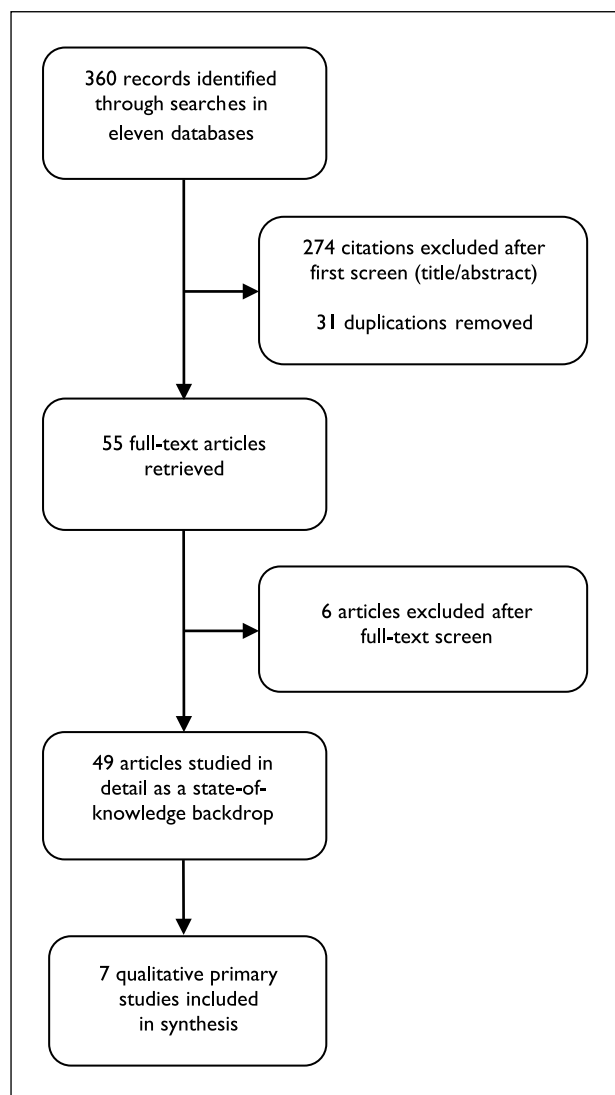 360 records identified
through searches in
eleven databases
274 citations excluded after
first screen (title/abstract)
31 duplications removed
55 full-text articles
retrieved
6 articles excluded after
full-text screen
49 articles studied in
detail as a state-of-
knowledge backdrop
7 qualitative primary
studies included
in synthesis